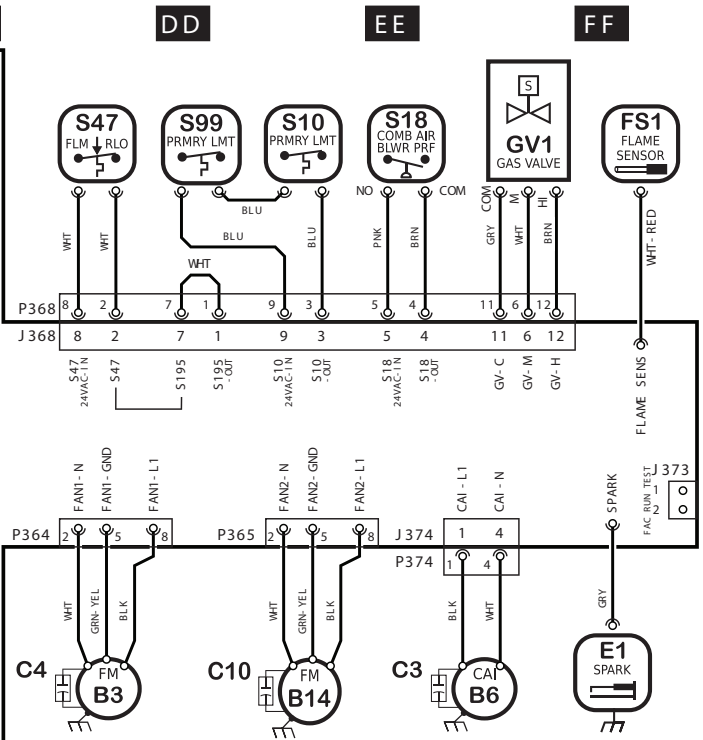 DD EE FF
S47
FLM RLO
S99
PRMRY LMT
S10
PRMRY LMT
S18
COMB AIR
BLWR PRF
S
GV1
GAS VALVE
FS1
FLAME
SENSOR
NO COM
COM M HI
BLU
WHT WHT BLU BLU PNK BRN GRY WHT BRN WHT-RED
WHT
P368 8 2 7 1 9 3 5 4 11 6 12
J368 8 2 7 1 9 3 5 4 11 6 12
S47
24VAC-IN
S47
S195
S195
-OUT
S10
24VAC-IN
S10
-OUT
S18
24VAC-IN
S18
-OUT
GV-C
GV-M
GV-H
FLAME SENS
FAN1-N
FAN1-GND
FAN1-L1
FAN2-N
FAN2-GND
FAN2-L1
CAI-L1
CAI-N
SPARK
J373
FAC RUN TEST
1
2
P364 2 5 8
P365 2 5 8
J374 1 4
P374 1 4
WHT GRN-YEL BLK
WHT GRN-YEL BLK
BLK WHT
GRY
C4
FM
B3
C10
FM
B14
C3
CAI
B6
E1
SPARK